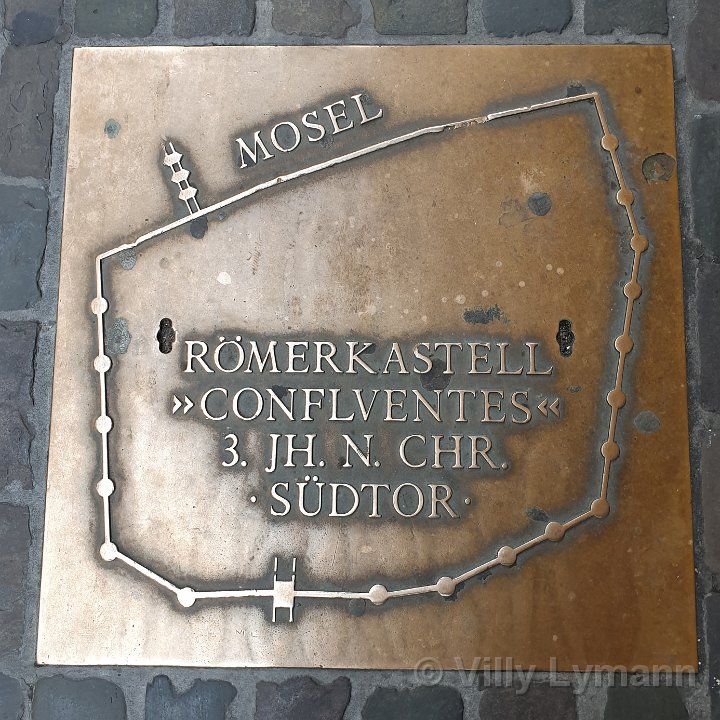 MOSEL
RÖMERKASTELL
»CONFLVENTES«
3. JH. N. CHR.
· SÜDTOR ·
© Villy Lymann